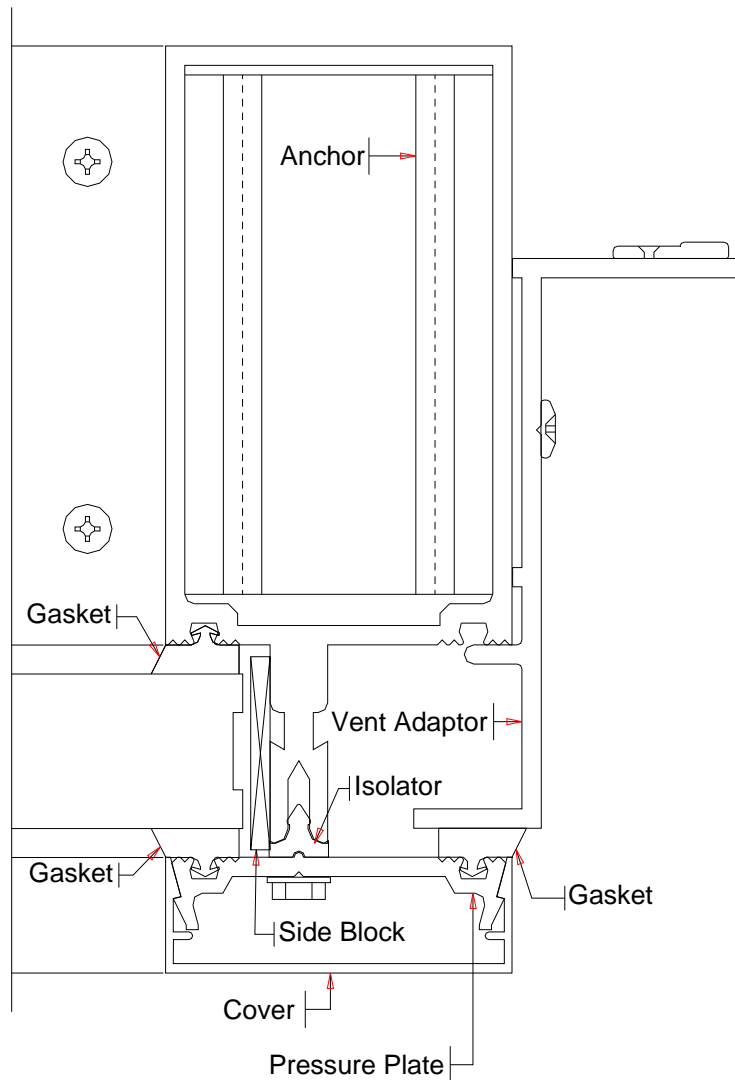 Anchor
Gasket
Vent Adaptor
Isolator
Gasket
Gasket
Side Block
Cover
Pressure Plate